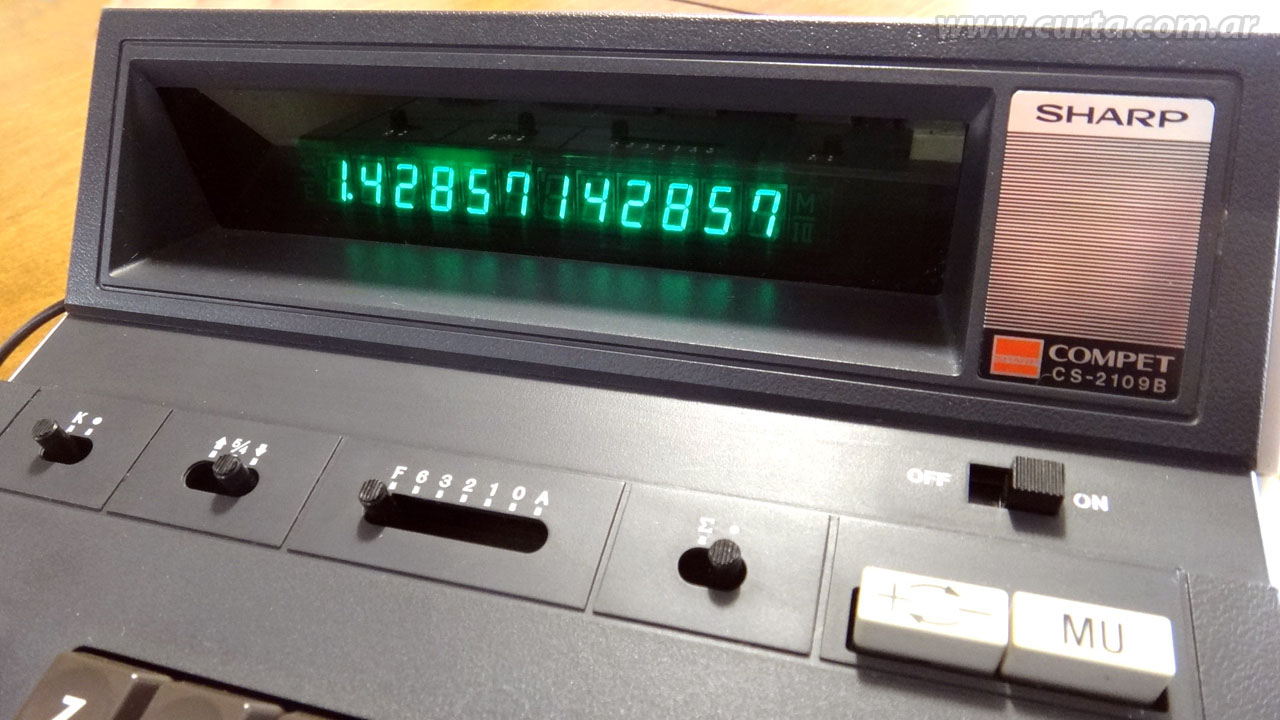 www.curta.com.ar
SHARP
1.42857142857
COMPET
CS-2109B
K
5/4
F 6 3 2 1 0 A
OFF
ON
+ -
MU
7